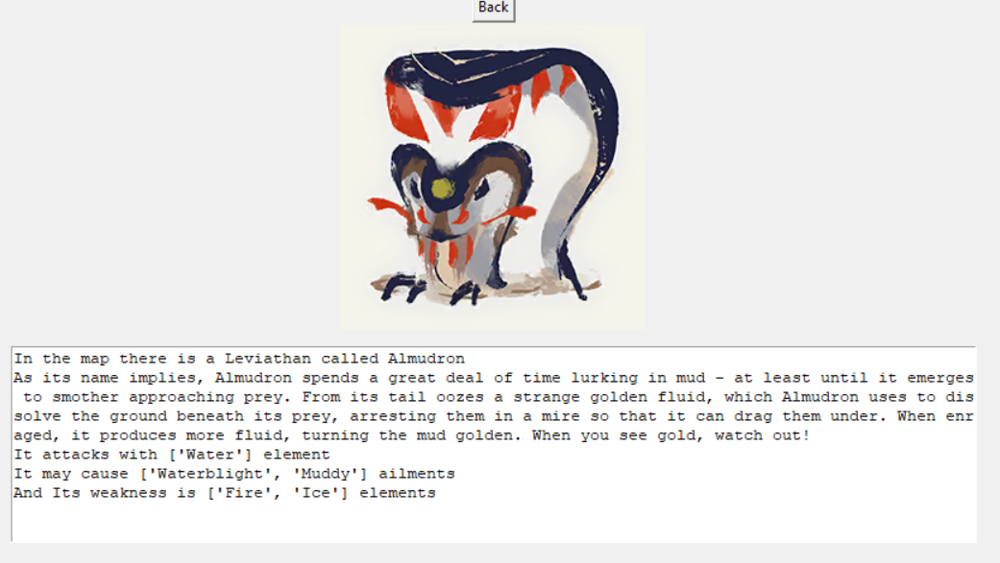 Back
In the map there is a Leviathan called Almudron
As its name implies, Almudron spends a great deal of time lurking in mud - at least until it emerges
 to smother approaching prey. From its tail oozes a strange golden fluid, which Almudron uses to dis
solve the ground beneath its prey, arresting them in a mire so that it can drag them under. When enr
aged, it produces more fluid, turning the mud golden. When you see gold, watch out!
It attacks with ['Water'] element
It may cause ['Waterblight', 'Muddy'] ailments
And Its weakness is ['Fire', 'Ice'] elements